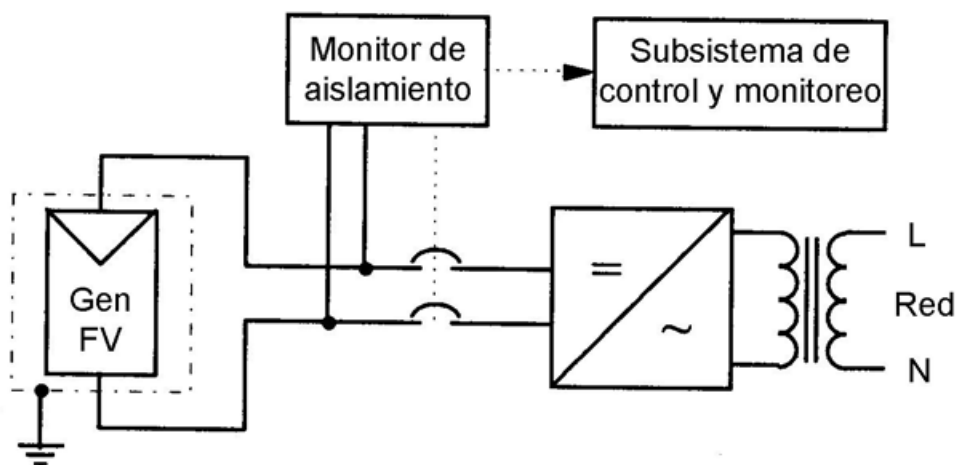 Monitor de
aislamiento
Subsistema de
control y monitoreo
Gen
FV
=
~
L
Red
N